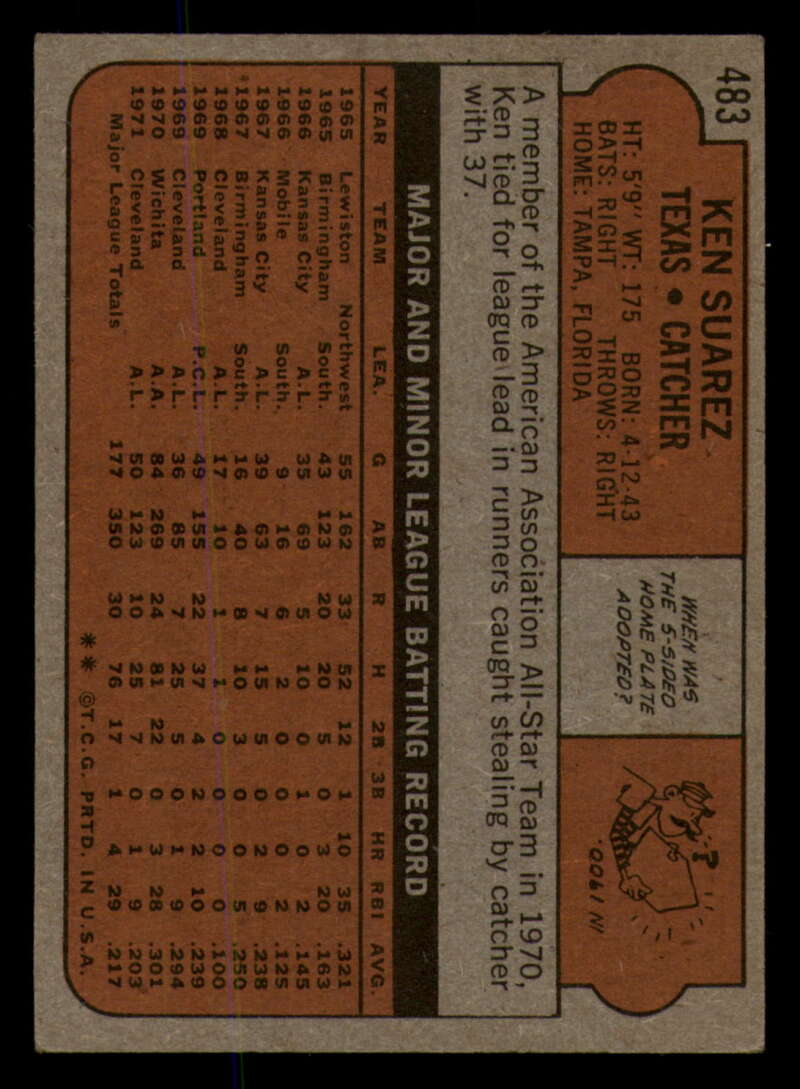 483
KEN SUAREZ
TEXAS • CATCHER
HT: 5'9" WT: 175 BORN: 4-12-43
BATS: RIGHT THROWS: RIGHT
HOME: TAMPA, FLORIDA
WHEN WAS
THE 5-SIDED
HOME PLATE
ADOPTED?
?
IN 1900.
A member of the American Association All-Star Team in 1970,
Ken tied for league lead in runners caught stealing by catcher
with 37.
MAJOR AND MINOR LEAGUE BATTING RECORD
YEAR TEAM LEA. G AB R H 2B 3B HR RBI AVG.
1965 Lewiston Northwest 55 162 33 52 12 1 10 35 .321
1965 Birmingham South. 43 123 20 20 5 0 3 20 .163
1966 Kansas City A.L. 35 69 5 10 0 1 0 2 .145
1966 Mobile South. 9 16 6 2 0 0 0 2 .125
1967 Kansas City A.L. 39 63 7 15 5 0 2 9 .238
*1967 Birmingham South. 16 40 8 10 3 0 0 5 .250
1968 Cleveland A.L. 17 10 1 1 0 0 0 0 .100
1969 Portland P.C.L. 49 155 22 37 4 2 2 10 .239
1969 Cleveland A.L. 36 85 7 25 5 0 1 9 .294
1970 Wichita A.A. 84 269 24 81 22 0 3 28 .301
1971 Cleveland A.L. 50 123 10 25 7 0 1 9 .203
Major League Totals 177 350 30 76 17 1 4 29 .217
** ©T.C.G. PRTD. IN U.S.A.